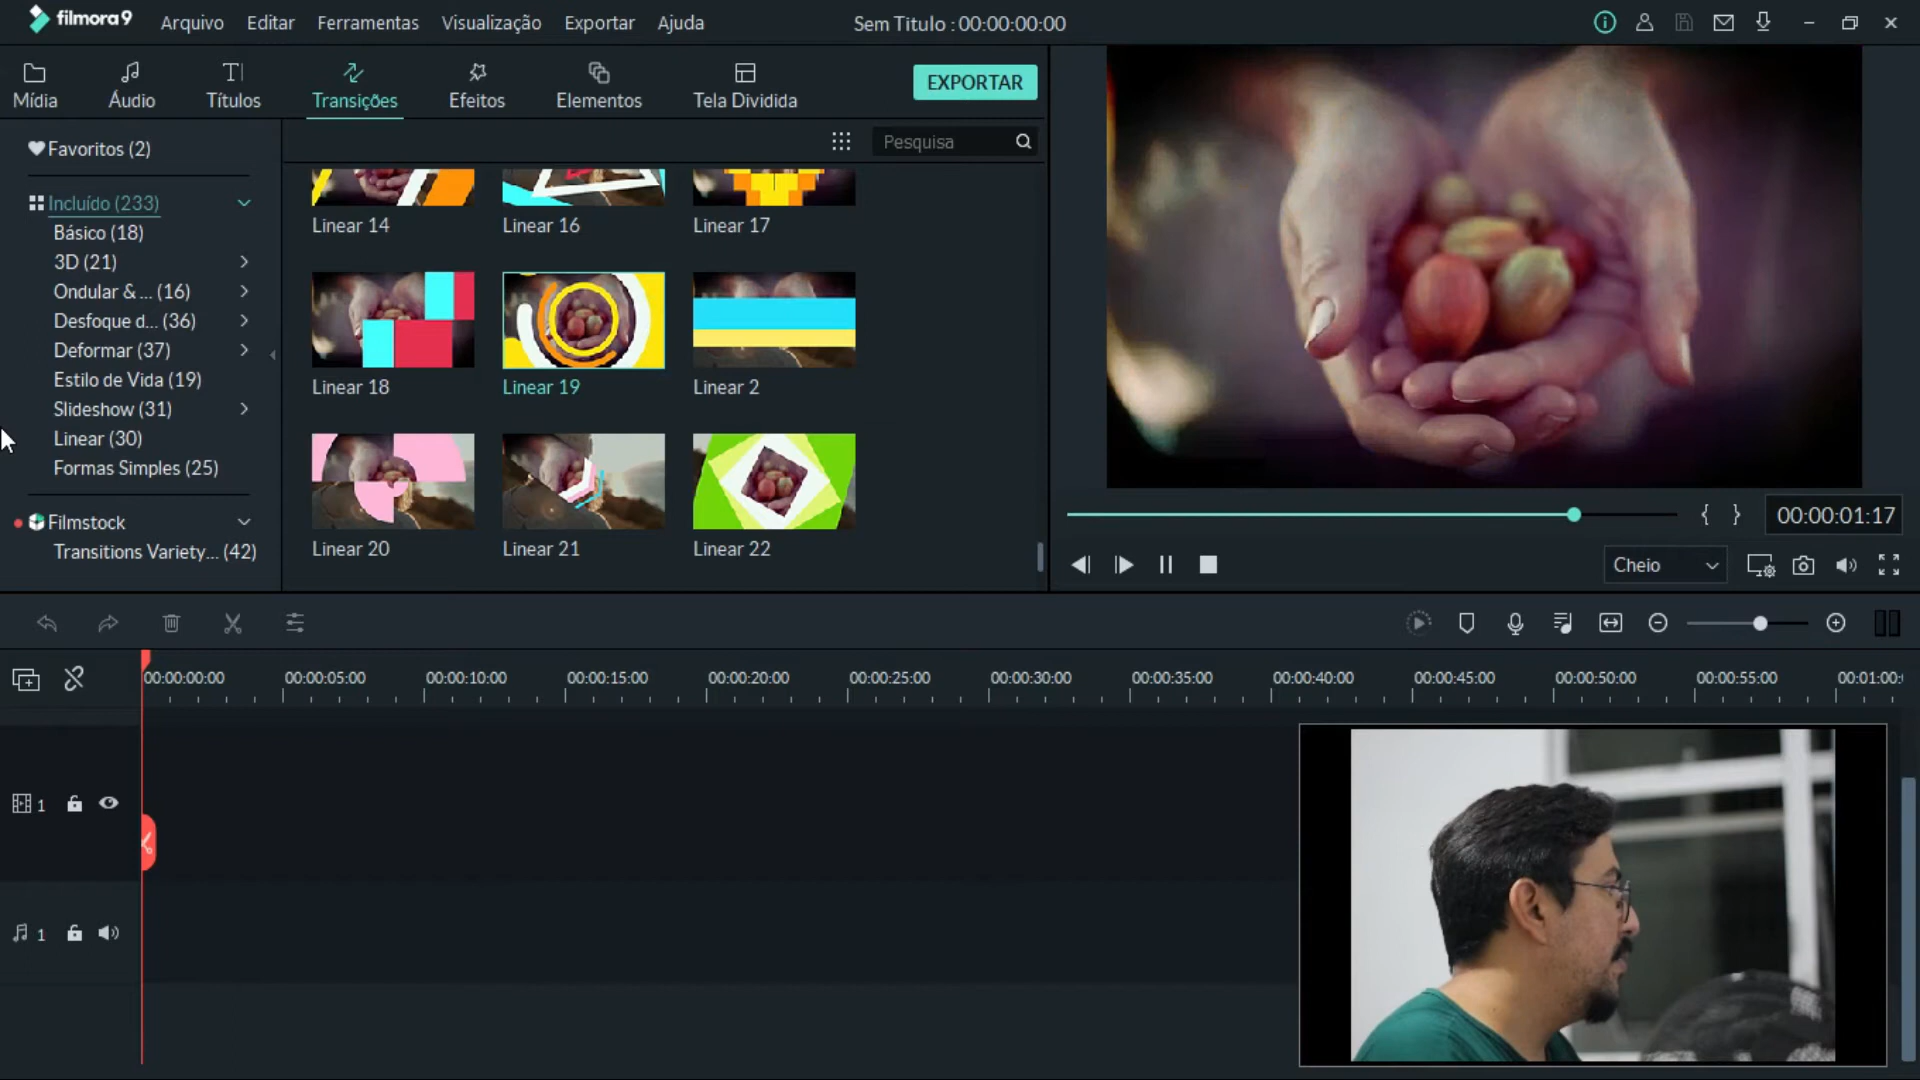 filmora9 Arquivo Editar Ferramentas Visualização Exportar Ajuda Sem Titulo : 00:00:00:00
Mídia Áudio Títulos Transições Efeitos Elementos Tela Dividida EXPORTAR
Favoritos (2)
Pesquisa
Incluído (233)
Básico (18)
3D (21)
Ondular & ... (16)
Desfoque d... (36)
Deformar (37)
Estilo de Vida (19)
Slideshow (31)
Linear (30)
Formas Simples (25)
Filmstock
Transitions Variety... (42)
Linear 14 Linear 16 Linear 17
Linear 18 Linear 19 Linear 2
Linear 20 Linear 21 Linear 22
{ } 00:00:01:17
Cheio
00:00:00:00 00:00:05:00 00:00:10:00 00:00:15:00 00:00:20:00 00:00:25:00 00:00:30:00 00:00:35:00 00:00:40:00 00:00:45:00 00:00:50:00 00:00:55:00 00:01:00:
1
1